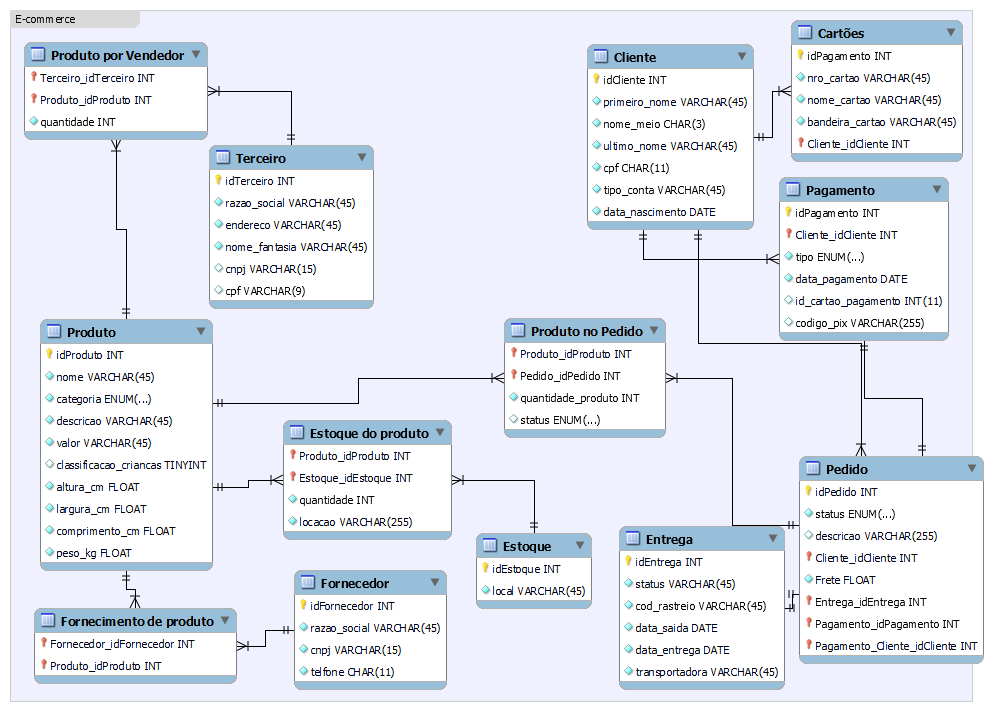 E-commerce
Produto por Vendedor
Terceiro_idTerceiro INT
Produto_idProduto INT
quantidade INT
Terceiro
idTerceiro INT
razao_social VARCHAR(45)
endereco VARCHAR(45)
nome_fantasia VARCHAR(45)
cnpj VARCHAR(15)
cpf VARCHAR(9)
Cliente
idCliente INT
primeiro_nome VARCHAR(45)
nome_meio CHAR(3)
ultimo_nome VARCHAR(45)
cpf CHAR(11)
tipo_conta VARCHAR(45)
data_nascimento DATE
Cartões
idPagamento INT
nro_cartao VARCHAR(45)
nome_cartao VARCHAR(45)
bandeira_cartao VARCHAR(45)
Cliente_idCliente INT
Pagamento
idPagamento INT
Cliente_idCliente INT
tipo ENUM(...)
data_pagamento DATE
id_cartao_pagamento INT(11)
codigo_pix VARCHAR(255)
Produto
idProduto INT
nome VARCHAR(45)
categoria ENUM(...)
descricao VARCHAR(45)
valor VARCHAR(45)
classificacao_criancas TINYINT
altura_cm FLOAT
largura_cm FLOAT
comprimento_cm FLOAT
peso_kg FLOAT
Produto no Pedido
Produto_idProduto INT
Pedido_idPedido INT
quantidade_produto INT
status ENUM(...)
Estoque do produto
Produto_idProduto INT
Estoque_idEstoque INT
quantidade INT
locacao VARCHAR(255)
Estoque
idEstoque INT
local VARCHAR(45)
Entrega
idEntrega INT
status VARCHAR(45)
cod_rastreio VARCHAR(45)
data_saida DATE
data_entrega DATE
transportadora VARCHAR(45)
Pedido
idPedido INT
status ENUM(...)
descricao VARCHAR(255)
Cliente_idCliente INT
Frete FLOAT
Entrega_idEntrega INT
Pagamento_idPagamento INT
Pagamento_Cliente_idCliente INT
Fornecedor
idFornecedor INT
razao_social VARCHAR(45)
cnpj VARCHAR(15)
telfone CHAR(11)
Fornecimento de produto
Fornecedor_idFornecedor INT
Produto_idProduto INT